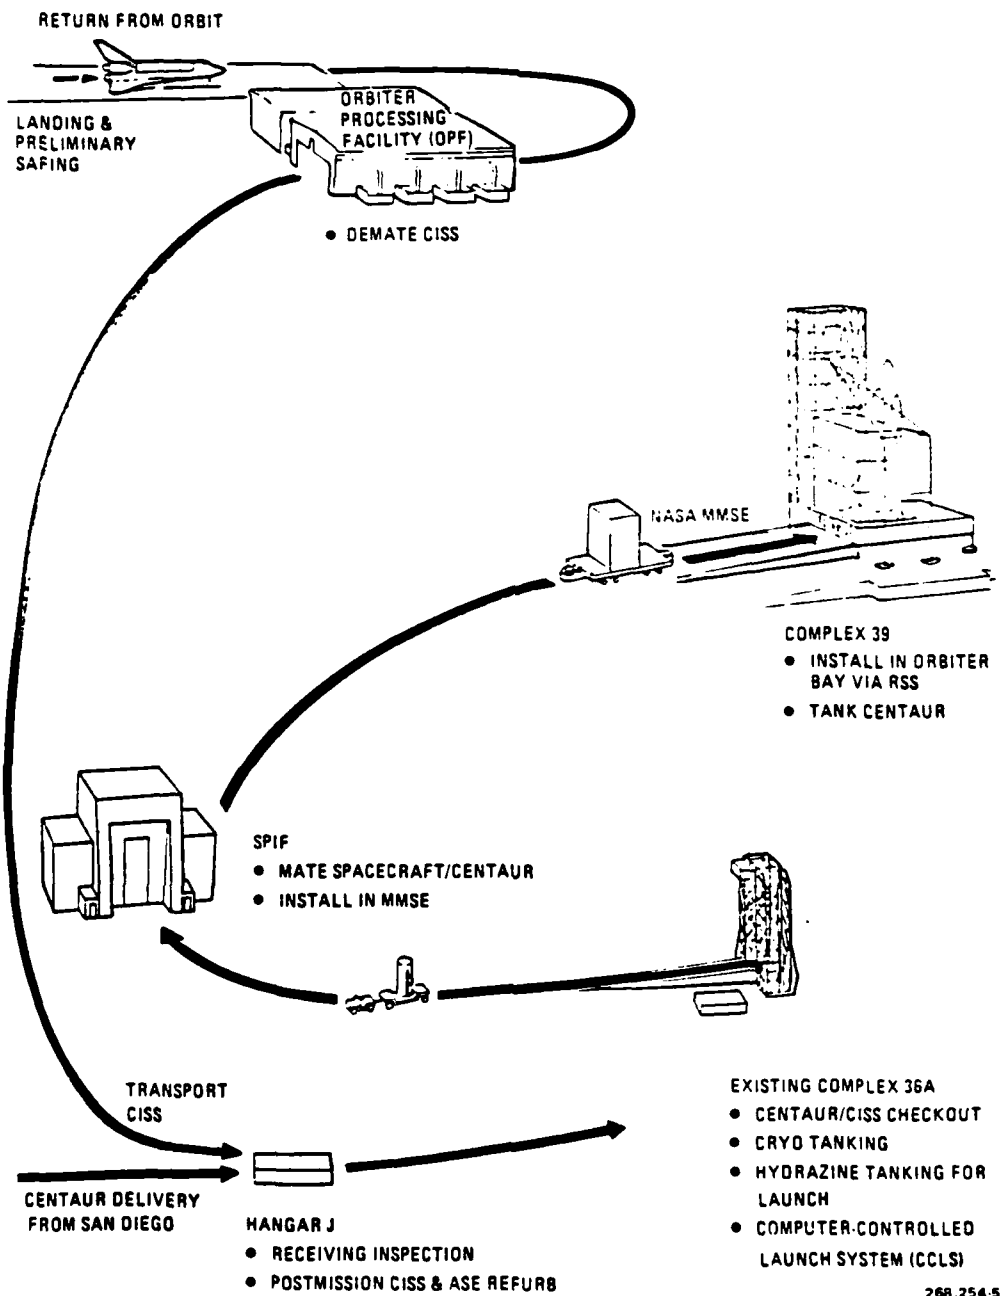 RETURN FROM ORBIT
LANDING &
PRELIMINARY
SAFING
ORBITER
PROCESSING
FACILITY (OPF)
● DEMATE CISS
NASA MMSE
COMPLEX 39
● INSTALL IN ORBITER
BAY VIA RSS
● TANK CENTAUR
SPIF
● MATE SPACECRAFT/CENTAUR
● INSTALL IN MMSE
TRANSPORT
CISS
CENTAUR DELIVERY
FROM SAN DIEGO
HANGAR J
● RECEIVING INSPECTION
● POSTMISSION CISS & ASE REFURB
EXISTING COMPLEX 36A
● CENTAUR/CISS CHECKOUT
● CRYO TANKING
● HYDRAZINE TANKING FOR
LAUNCH
● COMPUTER-CONTROLLED
LAUNCH SYSTEM (CCLS)
268.254-5